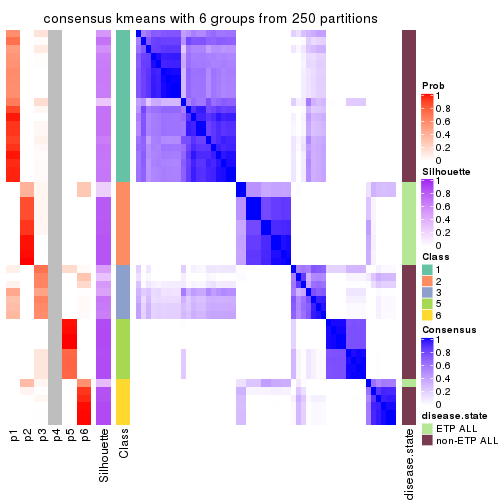 consensus kmeans with 6 groups from 250 partitions
Prob
1
0.8
0.6
0.4
0.2
0
Silhouette
1
0.8
0.6
0.4
0.2
0
Class
1
2
3
5
6
Consensus
1
0.8
0.6
0.4
0.2
0
disease.state
ETP ALL
non-ETP ALL
p1
p2
p3
p4
p5
p6
Silhouette
Class
disease.state